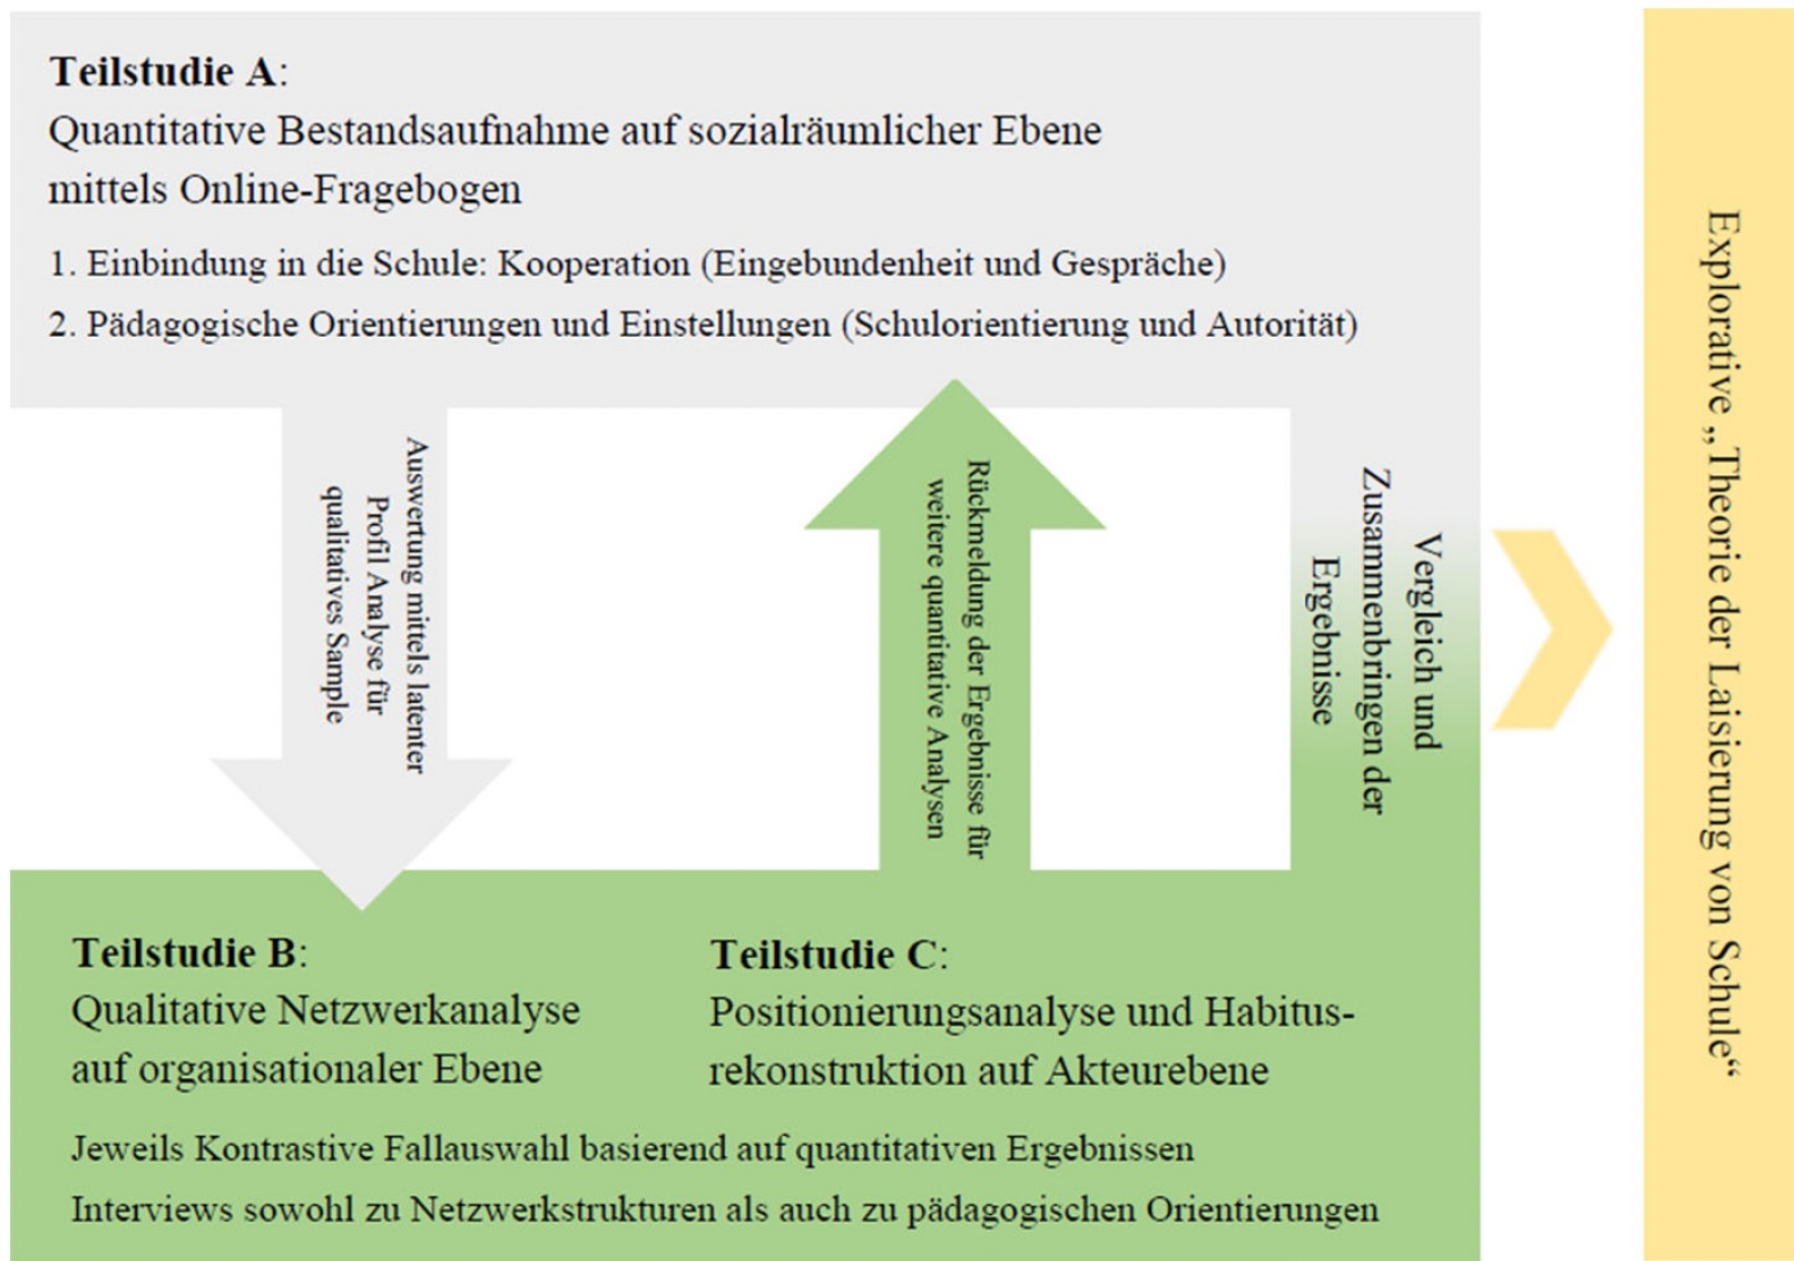 Teilstudie A:
Quantitative Bestandsaufnahme auf sozialräumlicher Ebene
mittels Online-Fragebogen
1. Einbindung in die Schule: Kooperation (Eingebundenheit und Gespräche)
2. Pädagogische Orientierungen und Einstellungen (Schulorientierung und Autorität)
Auswertung mittels latenter
Profil Analyse für
qualitatives Sample
Rückmeldung der Ergebnisse für
weitere quantitative Analysen
Vergleich und
Zusammenbringen der
Ergebnisse
Teilstudie B:
Qualitative Netzwerkanalyse
auf organisationaler Ebene
Teilstudie C:
Positionierungsanalyse und Habitus-
rekonstruktion auf Akteurebene
Jeweils Kontrastive Fallauswahl basierend auf quantitativen Ergebnissen
Interviews sowohl zu Netzwerkstrukturen als auch zu pädagogischen Orientierungen
Explorative „Theorie der Laisierung von Schule“